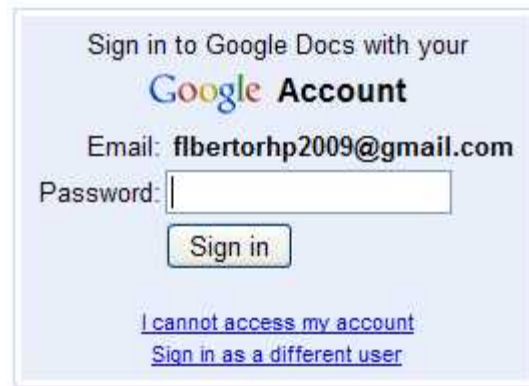 Sign in to Google Docs with your
Google Account
Email: flbertorhp2009@gmail.com
Password:
Sign in
I cannot access my account
Sign in as a different user